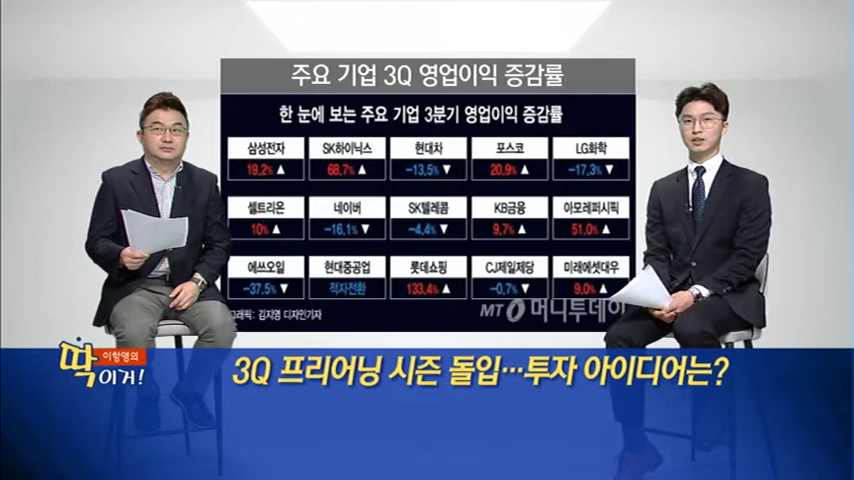 주요 기업 3Q 영업이익 증감률
한 눈에 보는 주요 기업 3분기 영업이익 증감률
삼성전자 SK하이닉스 현대차 포스코 LG화학
19.2% ▲ 68.7% ▲ -13.5% ▼ 20.9% ▲ -17.3% ▼
셀트리온 네이버 SK텔레콤 KB금융 아모레퍼시픽
10% ▲ -16.1% ▼ -4.4% ▼ 9.7% ▲ 51.0% ▲
에쓰오일 현대중공업 롯데쇼핑 CJ제일제당 미래에셋대우
-37.5% ▼ 적자전환 133.4% ▲ -0.7% ▼ 9.0% ▲
그래픽: 김지영 디자인기자
MT 머니투데이
이항영의
딱
이거!
3Q 프리어닝 시즌 돌입…투자 아이디어는?